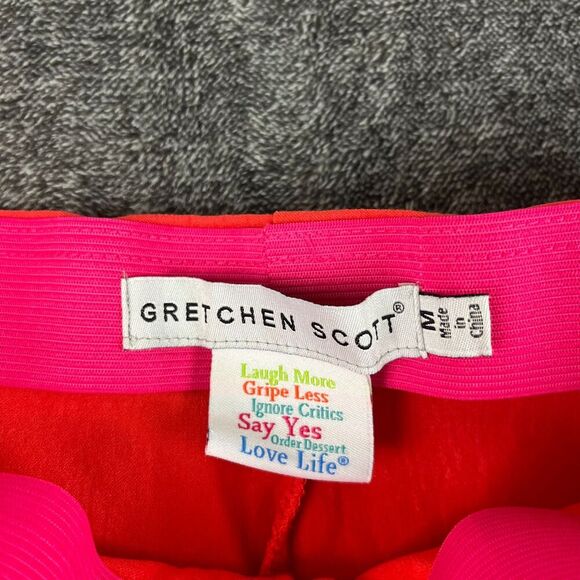 GRETCHEN SCOTT®
M
Made
in
China
Laugh More
Gripe Less
Ignore Critics
Say Yes
Order Dessert
Love Life®